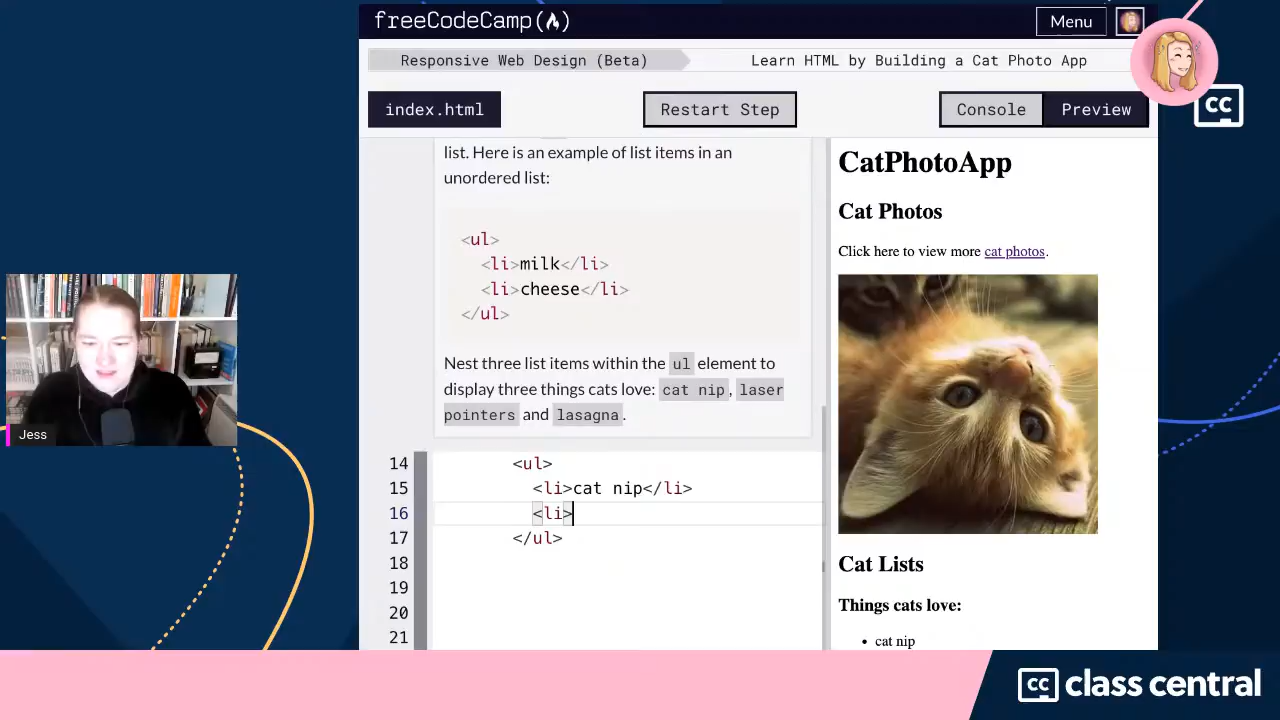 freeCodeCamp
Menu
Responsive Web Design (Beta)
Learn HTML by Building a Cat Photo App
index.html
Restart Step
Console
Preview
CC
list. Here is an example of list items in an
unordered list:
<ul>
<li>milk</li>
<li>cheese</li>
</ul>
Nest three list items within the ul element to
display three things cats love: cat nip, laser
pointers and lasagna.
14 <ul>
15 <li>cat nip</li>
16 <li>
17 </ul>
18
19
20
21
CatPhotoApp
Cat Photos
Click here to view more cat photos.
Cat Lists
Things cats love:
• cat nip
Jess
CC class central